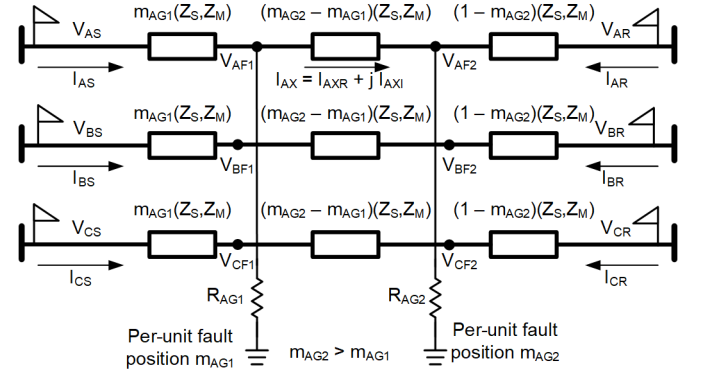 m_AG1(Z_S,Z_M) (m_AG2 – m_AG1)(Z_S,Z_M) (1 – m_AG2)(Z_S,Z_M)
V_AS V_AR
V_AF1 V_AF2
I_AS I_AX = I_AXR + j I_AXI I_AR
m_AG1(Z_S,Z_M) (m_AG2 – m_AG1)(Z_S,Z_M) (1 – m_AG2)(Z_S,Z_M)
V_BS V_BR
V_BF1 V_BF2
I_BS I_BR
m_AG1(Z_S,Z_M) (m_AG2 – m_AG1)(Z_S,Z_M) (1 – m_AG2)(Z_S,Z_M)
V_CS V_CR
V_CF1 V_CF2
I_CS I_CR
R_AG1 R_AG2
Per-unit fault
position m_AG1
m_AG2 > m_AG1
Per-unit fault
position m_AG2